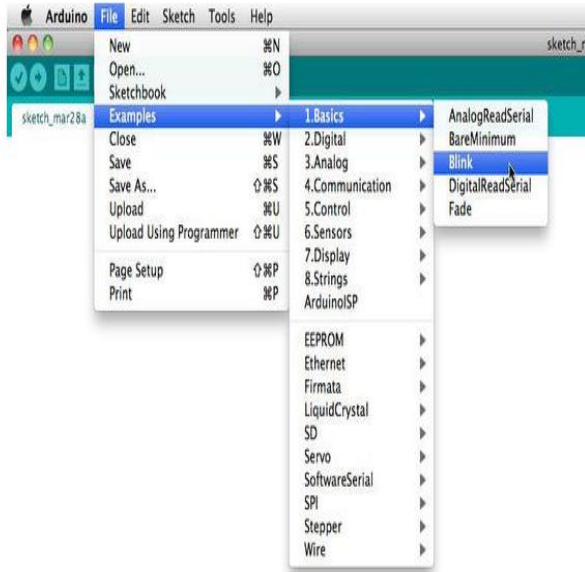 Arduino File Edit Sketch Tools Help
sketch_m
sketch_mar28a
New ⌘N
Open... ⌘O
Sketchbook
Examples
Close ⌘W
Save ⌘S
Save As... ⇧⌘S
Upload ⌘U
Upload Using Programmer ⇧⌘U
Page Setup ⇧⌘P
Print ⌘P
1.Basics
2.Digital
3.Analog
4.Communication
5.Control
6.Sensors
7.Display
8.Strings
ArduinoISP
EEPROM
Ethernet
Firmata
LiquidCrystal
SD
Servo
SoftwareSerial
SPI
Stepper
Wire
AnalogReadSerial
BareMinimum
Blink
DigitalReadSerial
Fade